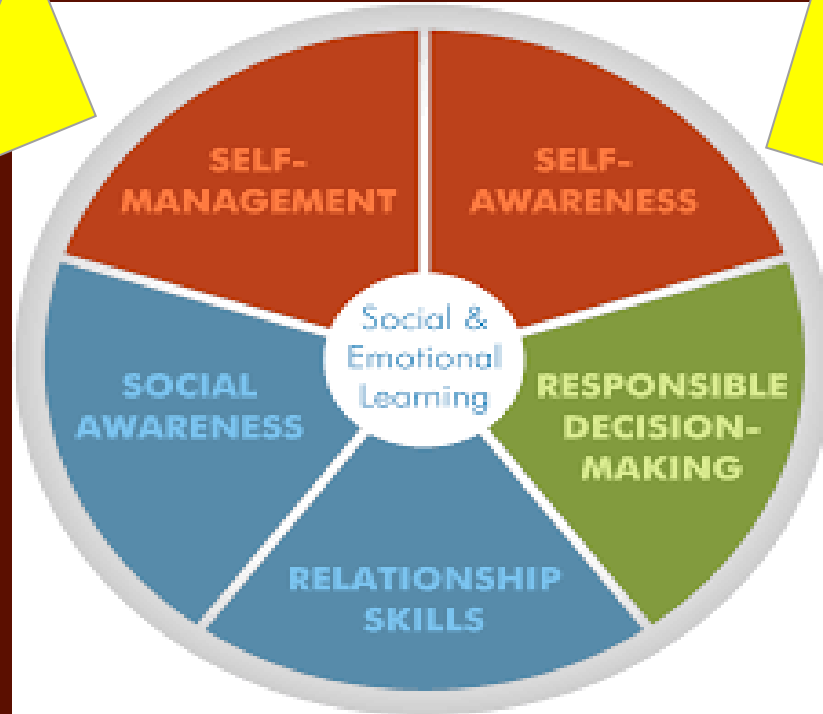 SELF-
MANAGEMENT
SELF-
AWARENESS
Social &
Emotional
Learning
SOCIAL
AWARENESS
RESPONSIBLE
DECISION-
MAKING
RELATIONSHIP
SKILLS